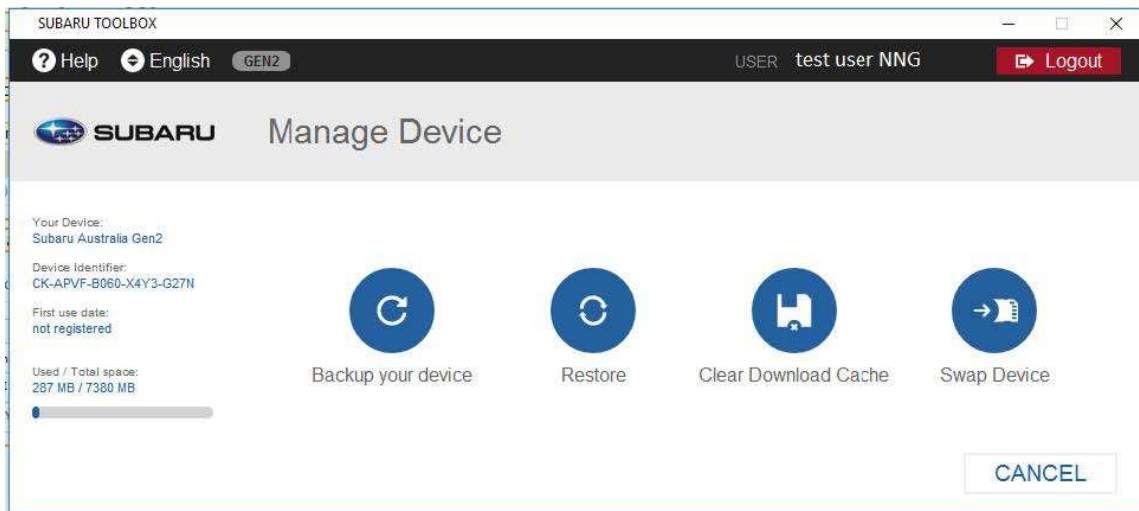 SUBARU TOOLBOX
Help English GEN2 USER test user NNG Logout
SUBARU Manage Device
Your Device:
Subaru Australia Gen2
Device Identifier:
CK-APVF-B060-X4Y3-G27N
First use date:
not registered
Used / Total space:
287 MB / 7380 MB
Backup your device Restore Clear Download Cache Swap Device
CANCEL